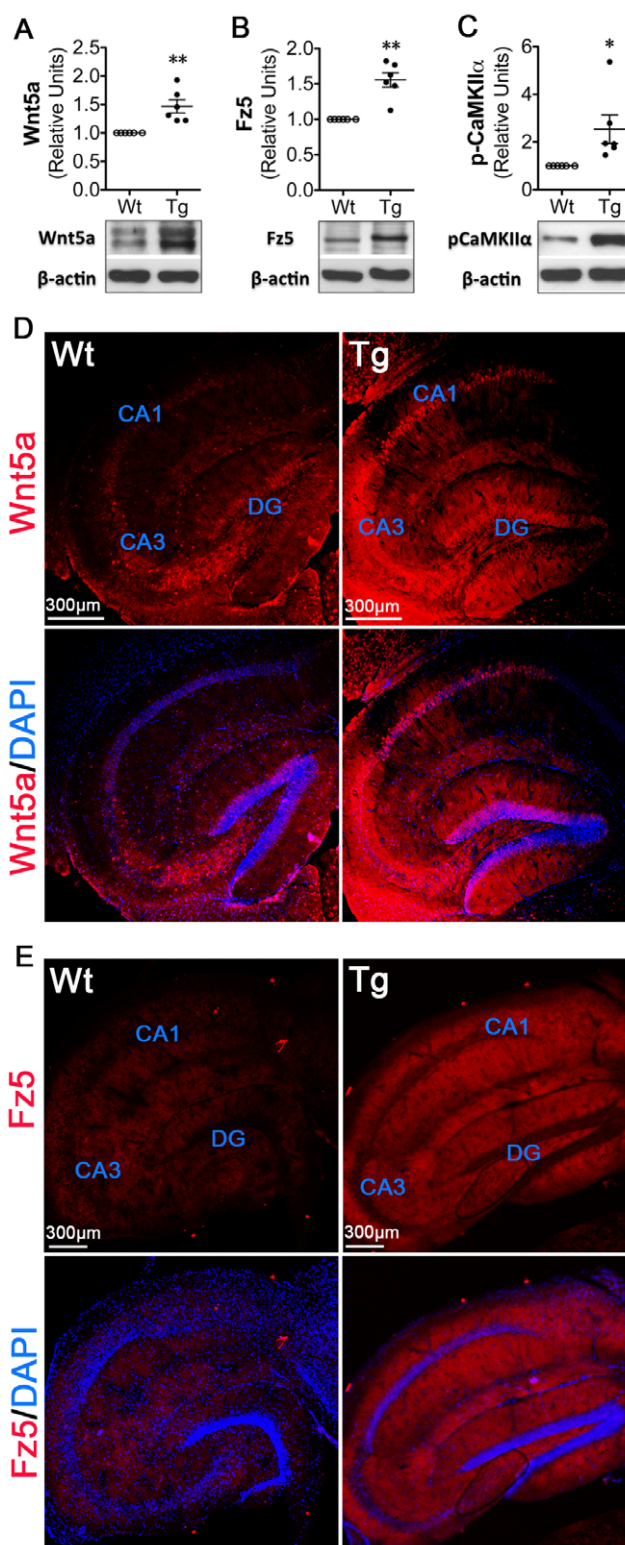 A
Wnt5a
(Relative Units)
2.5
2.0
1.5
1.0
0.5
0.0
**
Wt
Tg
Wnt5a
β-actin
B
Fz5
(Relative Units)
2.0
1.5
1.0
0.5
0.0
**
Wt
Tg
Fz5
β-actin
C
p-CaMKIIα
(Relative Units)
6
4
2
0
*
Wt
Tg
pCaMKIIα
β-actin
D
Wnt5a
Wt
CA1
CA3
DG
300µm
Tg
CA1
CA3
DG
300µm
Wnt5a/DAPI
E
Fz5
Wt
CA1
CA3
DG
300µm
Tg
CA1
CA3
DG
300µm
Fz5/DAPI